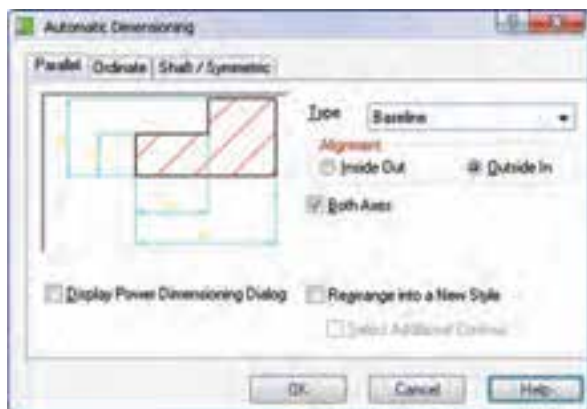 Automatic Dimensioning
Parallel Ordinate Shaft / Symmetric
Type Baseline
Alignment
Inside Out Outside In
Both Axes
Display Power Dimensioning Dialog Rearrange into a New Style
Select Additional Contour
OK Cancel Help